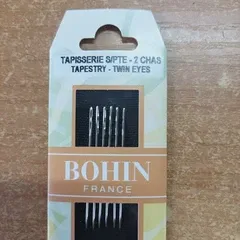 TAPISSERIE S/PTE - 2 CHAS
TAPESTRY - TWIN EYES
BOHIN
FRANCE